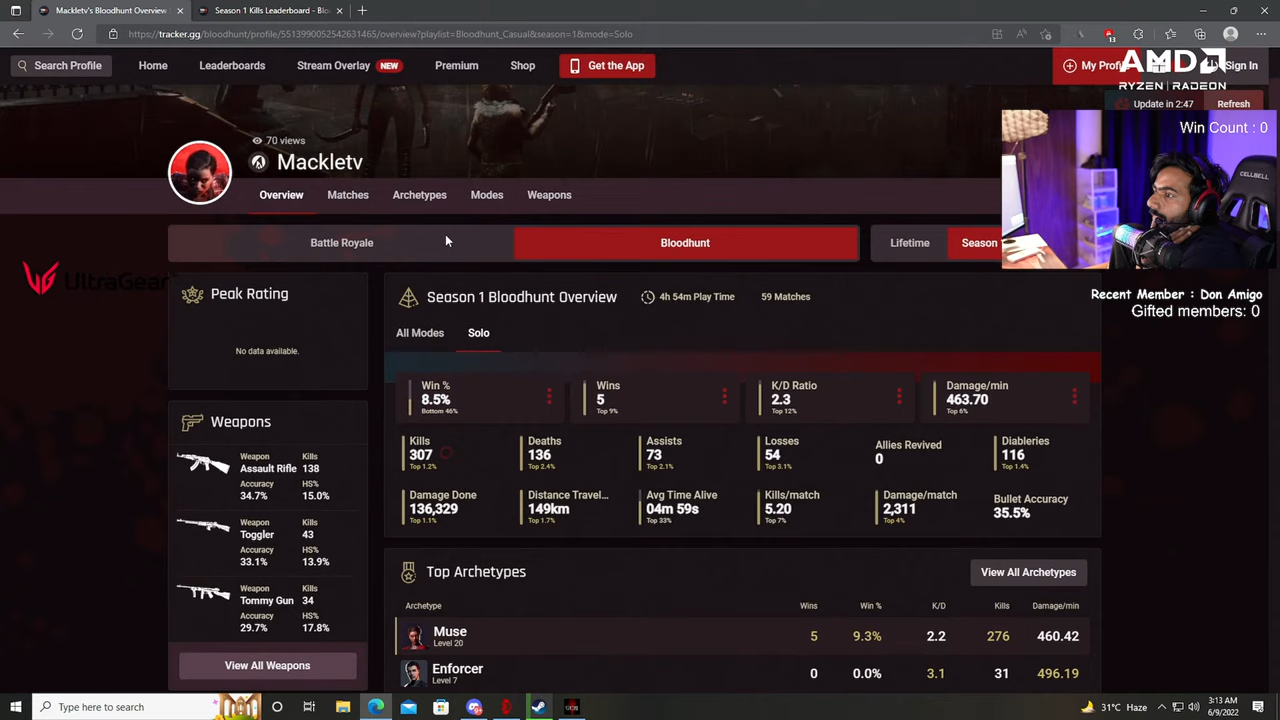 Mackletv's Bloodhunt Overview
Season 1 Kills Leaderboard - Bloo
https://tracker.gg/bloodhunt/profile/5513990052542631465/overview?playlist=Bloodhunt_Casual&season=1&mode=Solo
13
Search Profile
Home
Leaderboards
Stream Overlay NEW
Premium
Shop
Get the App
My Profile
Sign In
AMD
RYZEN | RADEON
Update in 2:47
Refresh
Win Count : 0
70 views
Mackletv
CELLBELL
Overview
Matches
Archetypes
Modes
Weapons
Battle Royale
Bloodhunt
Lifetime
Season
UltraGear
Recent Member : Don Amigo
Gifted members: 0
Peak Rating
No data available.
Season 1 Bloodhunt Overview
4h 54m Play Time
59 Matches
All Modes
Solo
Win %
8.5%
Bottom 46%
Wins
5
Top 9%
K/D Ratio
2.3
Top 12%
Damage/min
463.70
Top 6%
Kills
307
Top 1.2%
Deaths
136
Top 2.4%
Assists
73
Top 2.1%
Losses
54
Top 3.1%
Allies Revived
0
Diableries
116
Top 1.4%
Damage Done
136,329
Top 1.1%
Distance Travel...
149km
Top 1.7%
Avg Time Alive
04m 59s
Top 33%
Kills/match
5.20
Top 7%
Damage/match
2,311
Top 4%
Bullet Accuracy
35.5%
Weapons
Weapon Kills
Assault Rifle 138
Accuracy HS%
34.7% 15.0%
Weapon Kills
Toggler 43
Accuracy HS%
33.1% 13.9%
Weapon Kills
Tommy Gun 34
Accuracy HS%
29.7% 17.8%
View All Weapons
Top Archetypes
View All Archetypes
Archetype Wins Win % K/D Kills Damage/min
Muse 5 9.3% 2.2 276 460.42
Level 20
Enforcer 0 0.0% 3.1 31 496.19
Level 7
Type here to search
31°C Haze
3:13 AM
6/9/2022